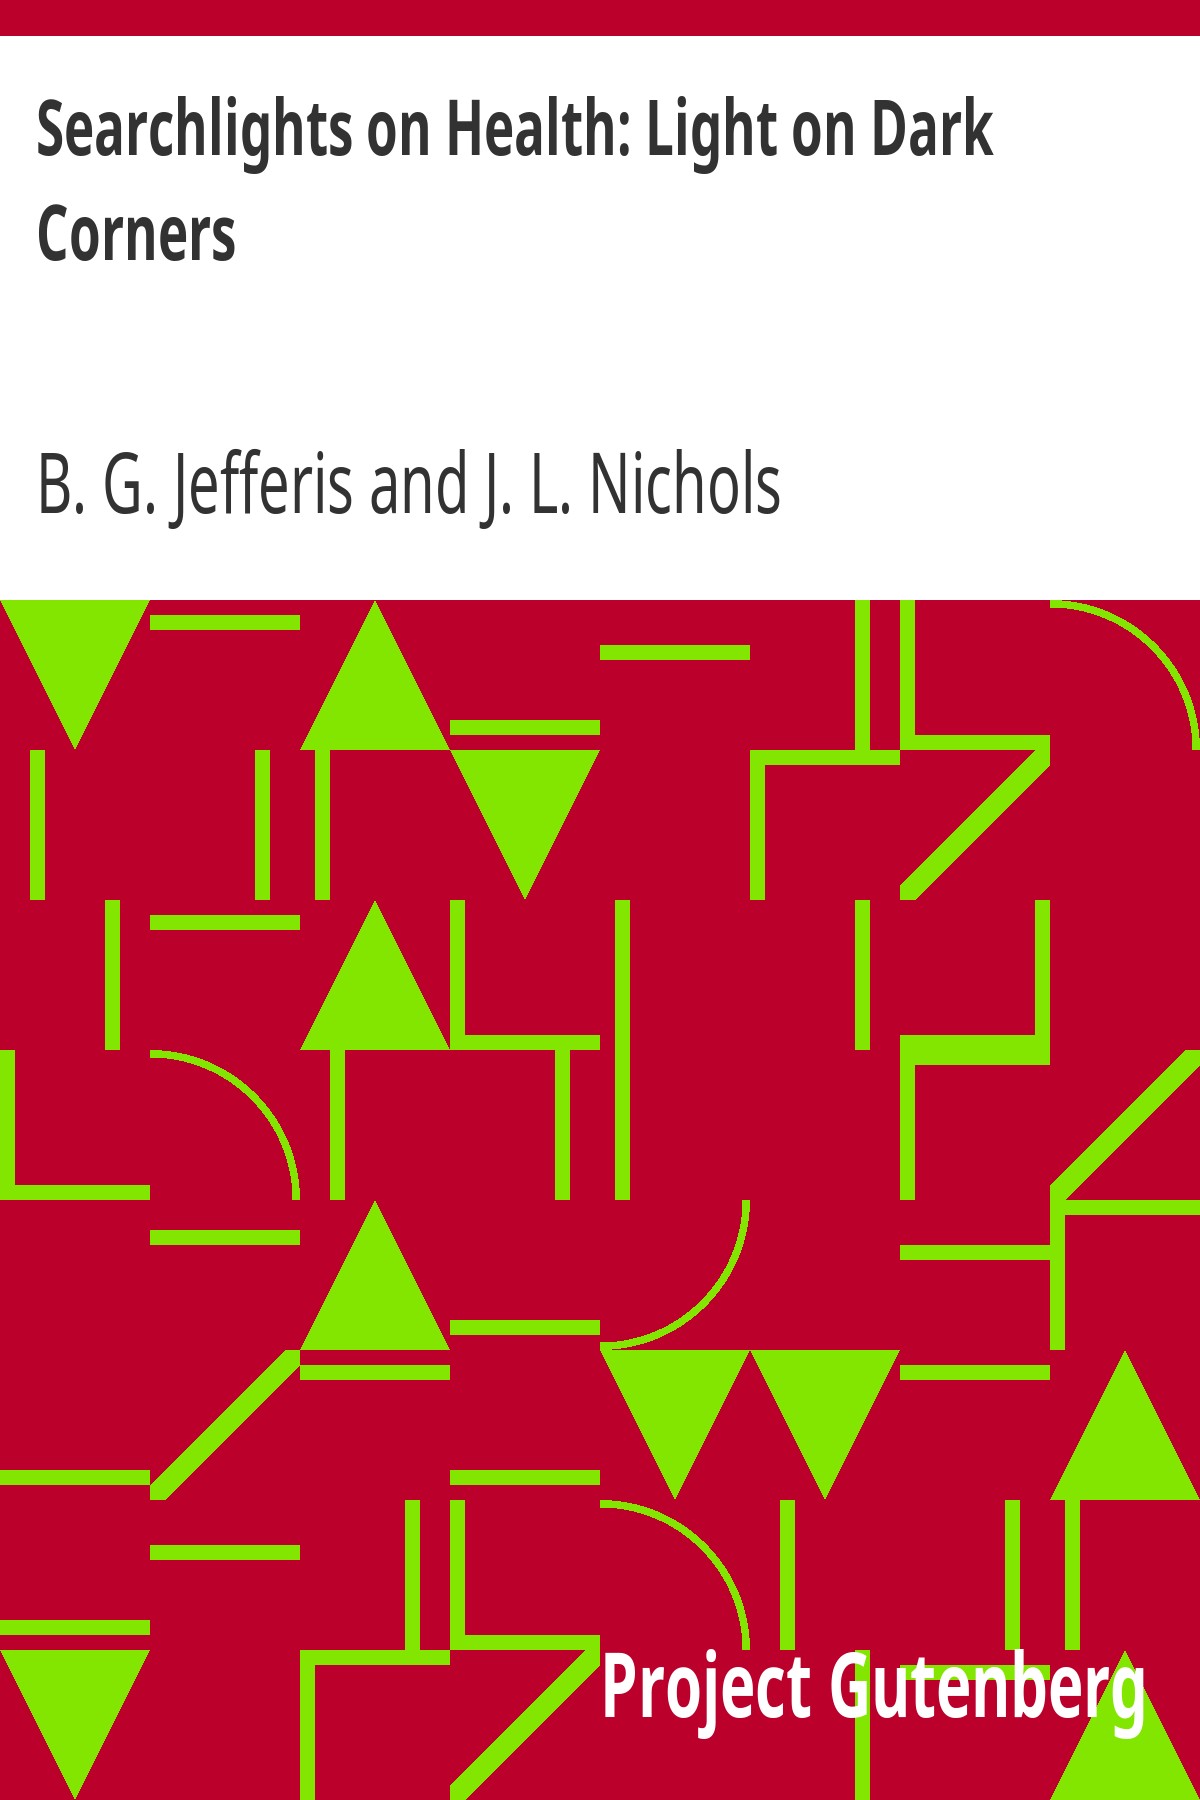 Searchlights on Health: Light on Dark
Corners
B. G. Jefferis and J. L. Nichols
Project Gutenberg